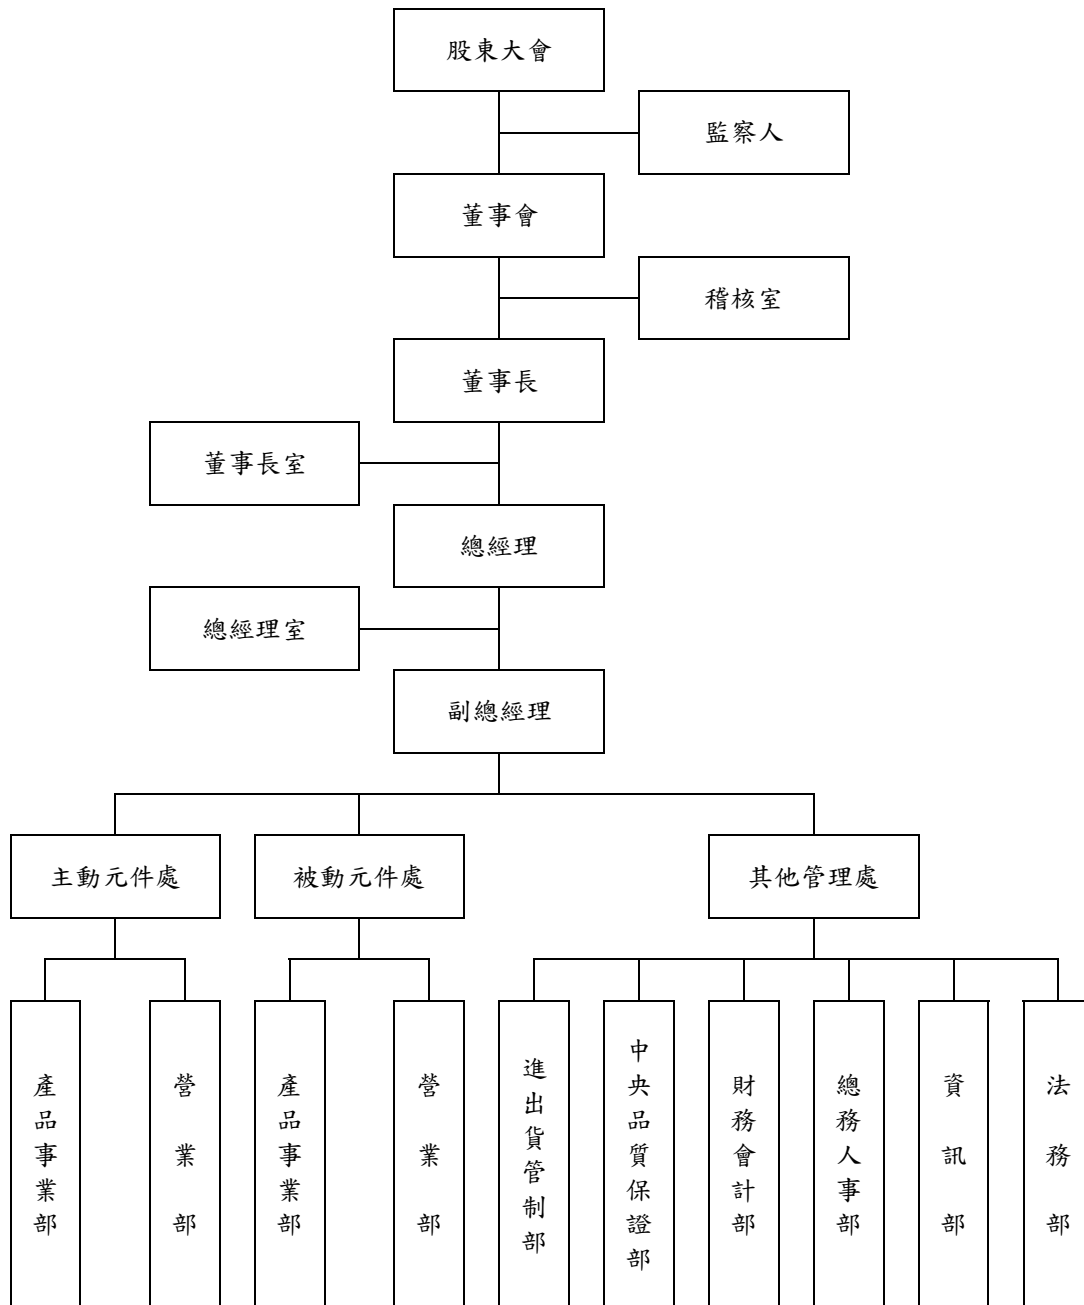 股東大會
監察人
董事會
稽核室
董事長
董事長室
總經理
總經理室
副總經理
主動元件處
被動元件處
其他管理處
產品事業部
營業部
產品事業部
營業部
進出貨管制部
中央品質保證部
財務會計部
總務人事部
資訊部
法務部